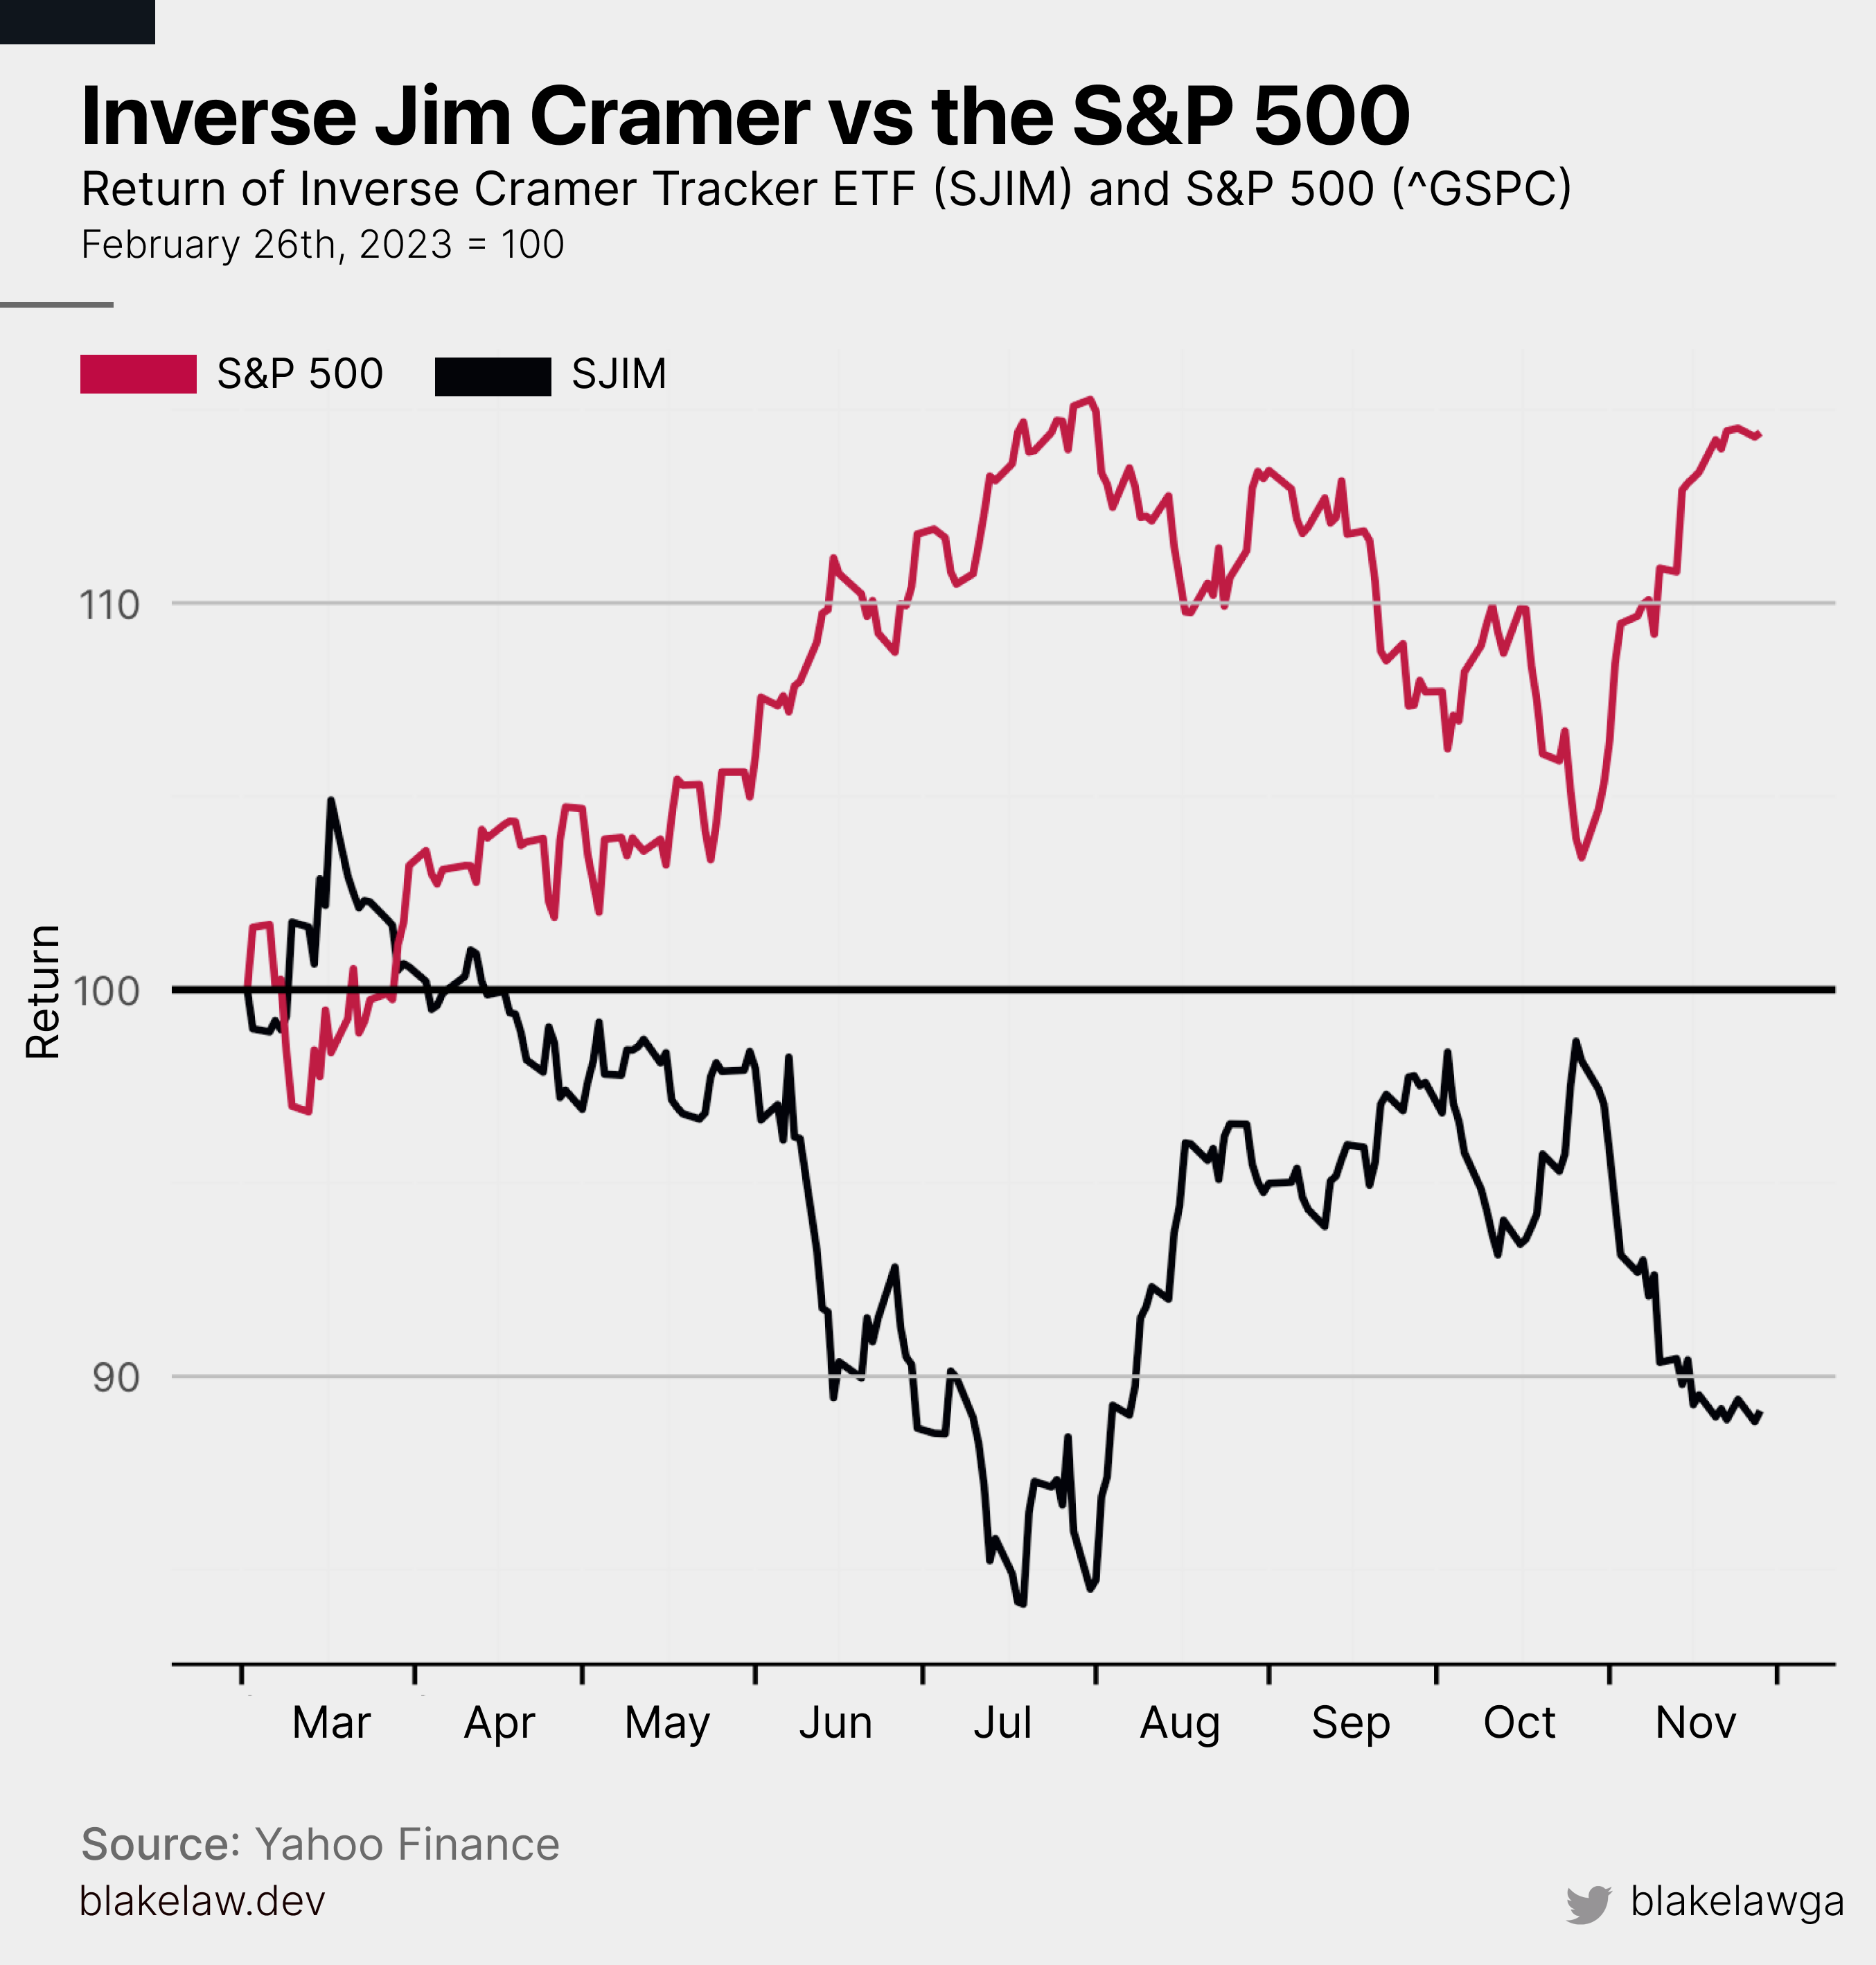 Inverse Jim Cramer vs the S&P 500
Return of Inverse Cramer Tracker ETF (SJIM) and S&P 500 (^GSPC)
February 26th, 2023 = 100
S&P 500 SJIM
110
100
90
Return
Mar Apr May Jun Jul Aug Sep Oct Nov
Source: Yahoo Finance
blakelaw.dev
blakelawga